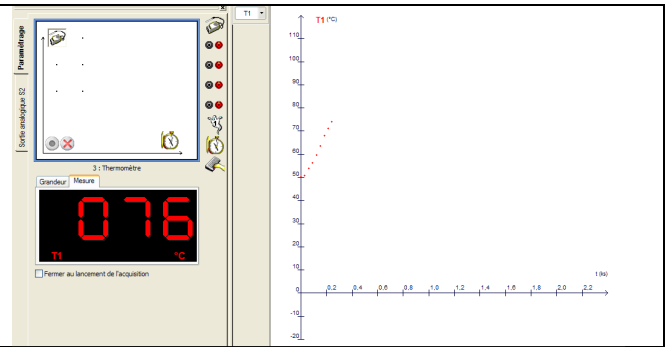 T1
Paramétrage
Sortie analogique S2
3 : Thermomètre
Grandeur Mesure
076
T1 °C
Fermer au lancement de l'acquisition
T1 (°C)
110
100
90
80
70
60
50
40
30
20
10
0
-10
-20
0,2 0,4 0,6 0,8 1,0 1,2 1,4 1,6 1,8 2,0 2,2
t (ks)